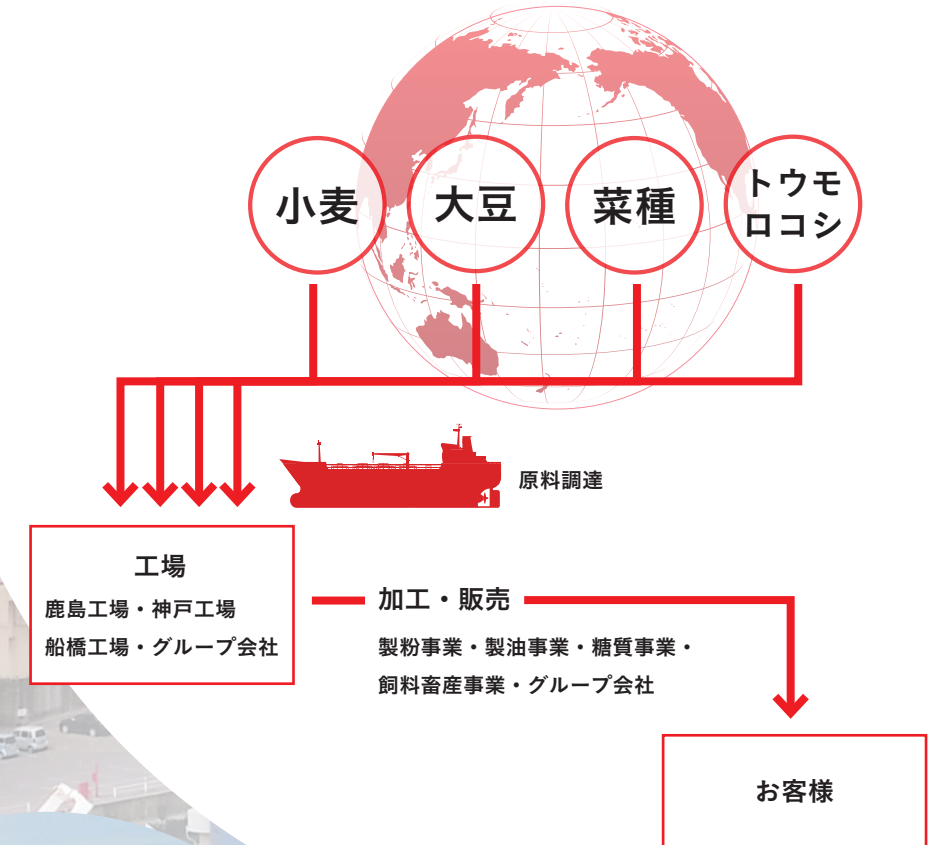 小麦
大豆
菜種
トウモ
ロコシ
原料調達
工場
鹿島工場・神戸工場
船橋工場・グループ会社
加工・販売
製粉事業・製油事業・糖質事業・
飼料畜産事業・グループ会社
お客様